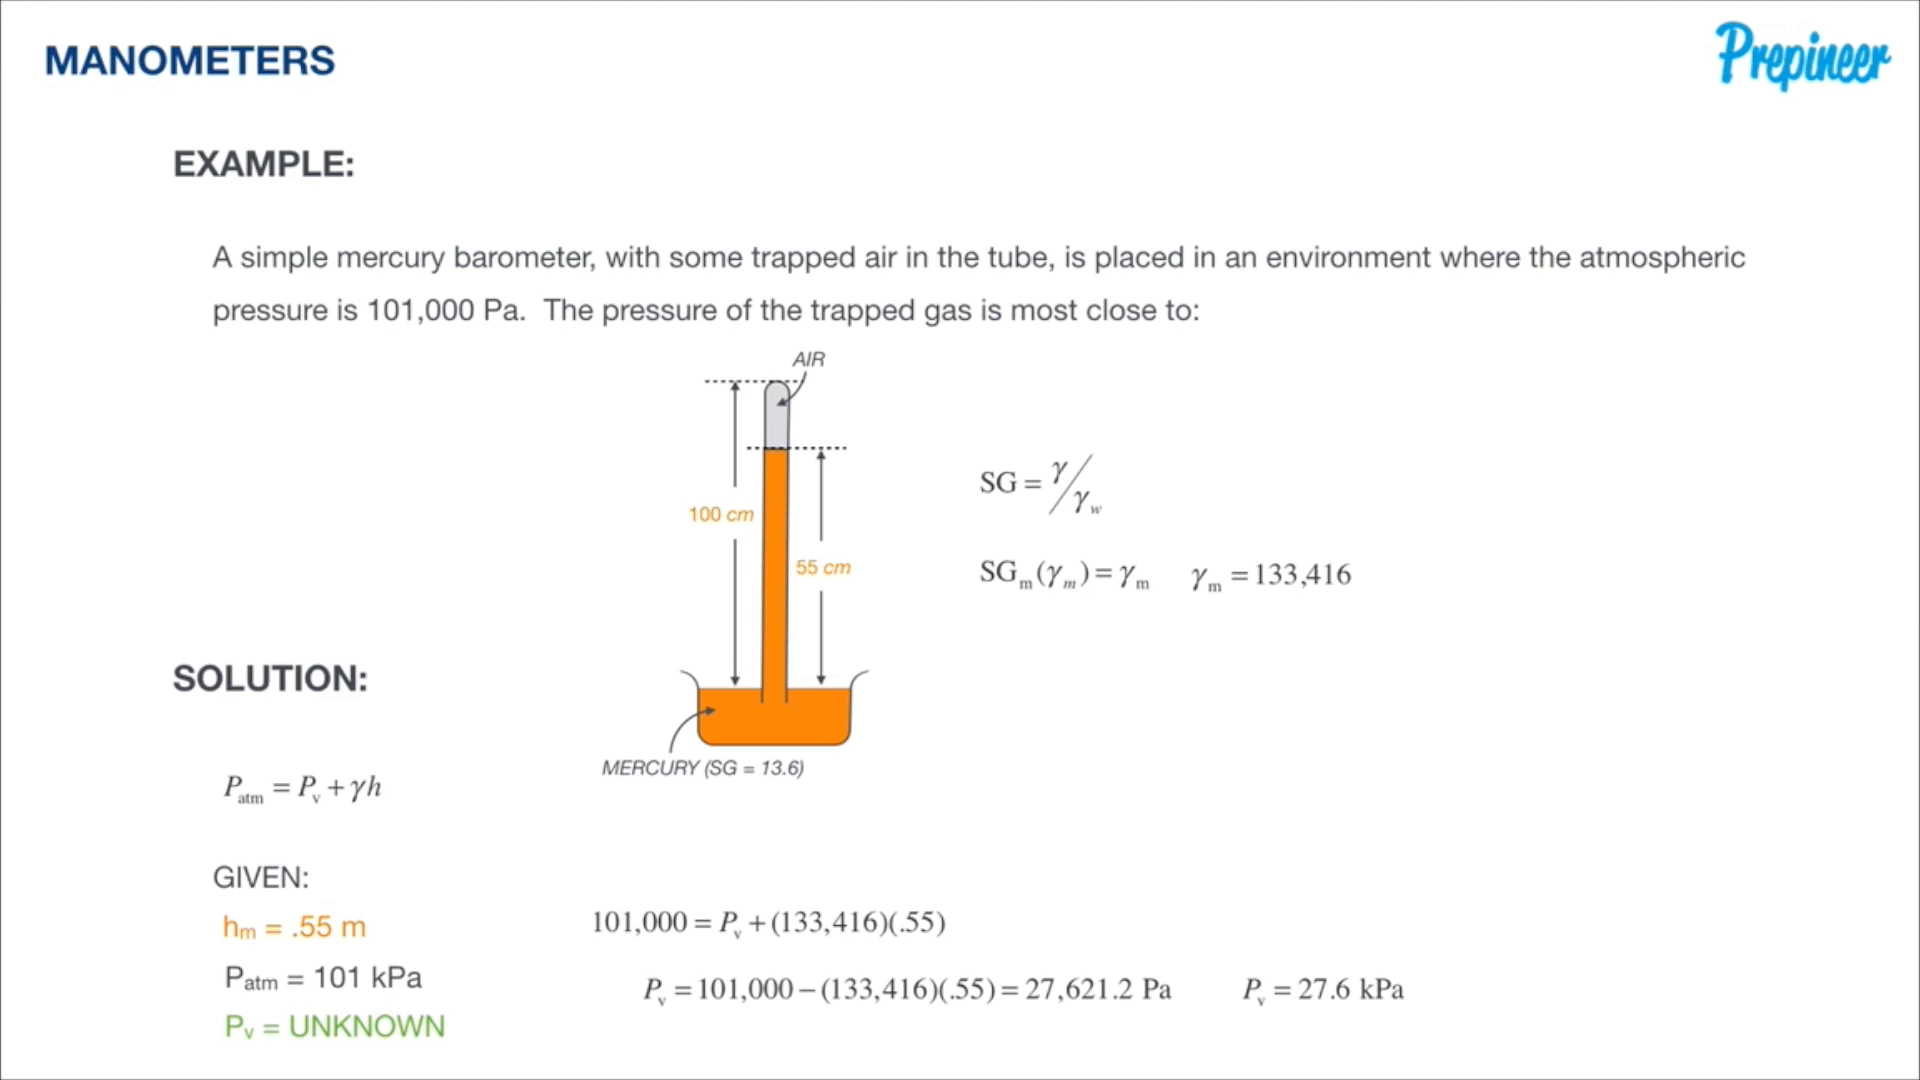 MANOMETERS
Prepineer
EXAMPLE:
A simple mercury barometer, with some trapped air in the tube, is placed in an environment where the atmospheric
pressure is 101,000 Pa. The pressure of the trapped gas is most close to:
AIR
100 cm
55 cm
SG = γ/γw
SGm(γm) = γm γm = 133,416
MERCURY (SG = 13.6)
SOLUTION:
Patm = Pv + γh
GIVEN:
hm = .55 m
Patm = 101 kPa
Pv = UNKNOWN
101,000 = Pv + (133,416)(.55)
Pv = 101,000 − (133,416)(.55) = 27,621.2 Pa Pv = 27.6 kPa